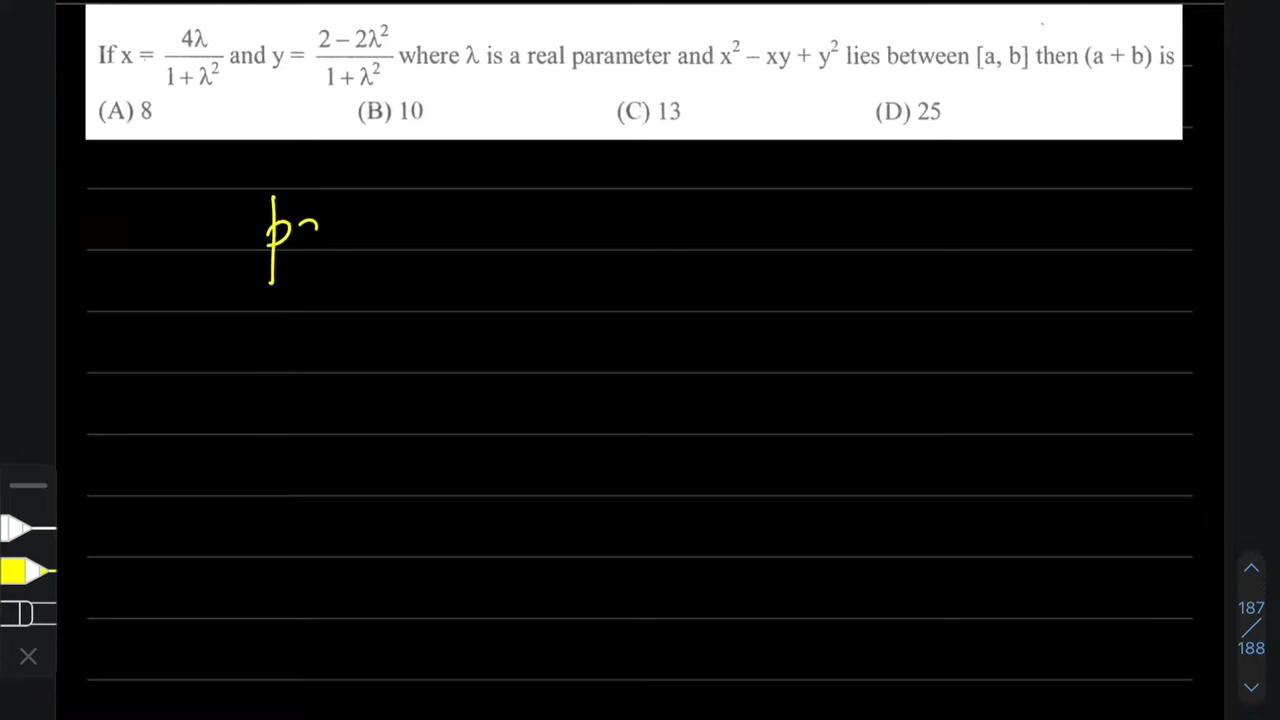 If x = 4λ/(1 + λ²) and y = (2 − 2λ²)/(1 + λ²) where λ is a real parameter and x² − xy + y² lies between [a, b] then (a + b) is
(A) 8 (B) 10 (C) 13 (D) 25
187
188